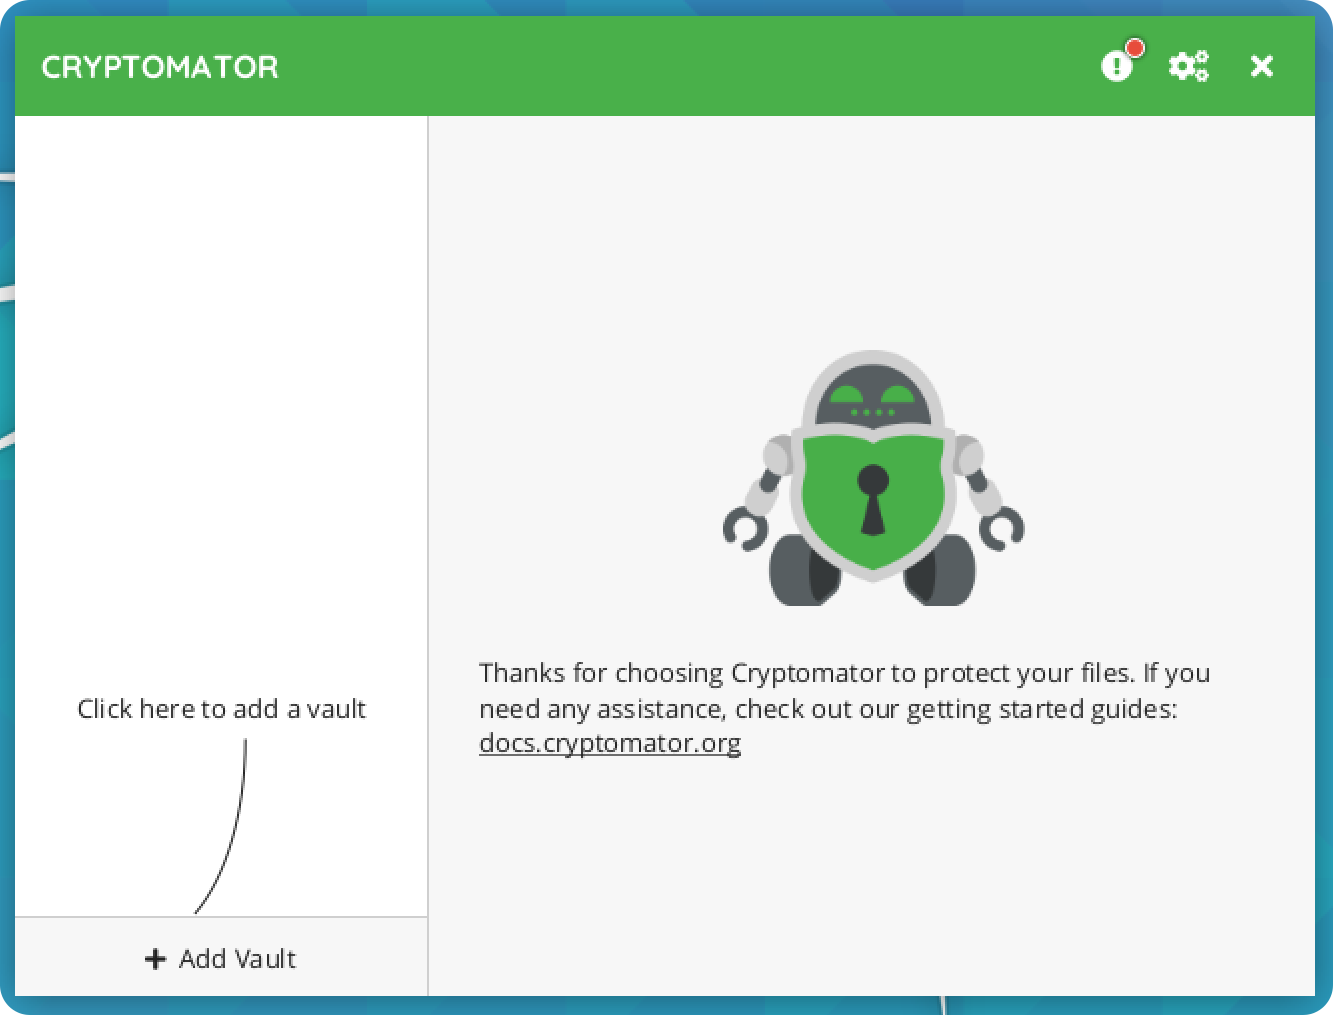 CRYPTOMATOR
Click here to add a vault
Add Vault
Thanks for choosing Cryptomator to protect your files. If you
need any assistance, check out our getting started guides:
docs.cryptomator.org